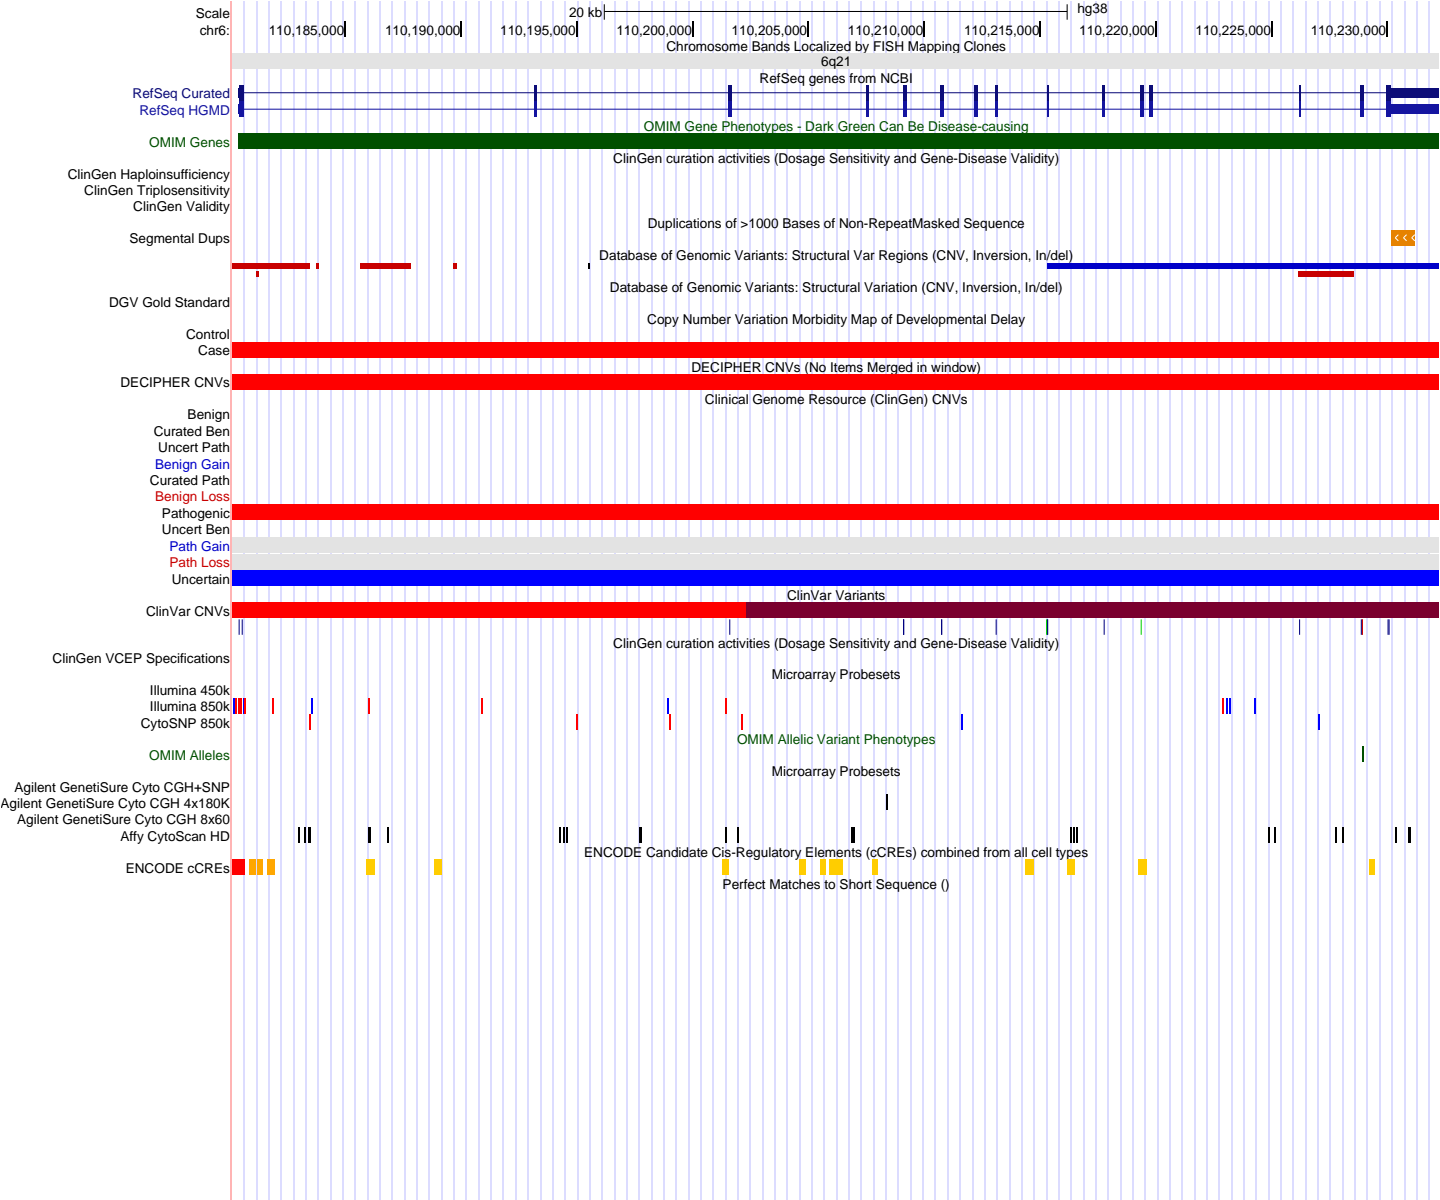 Scale 20 kb hg38
chr6: 110,185,000 110,190,000 110,195,000 110,200,000 110,205,000 110,210,000 110,215,000 110,220,000 110,225,000 110,230,000
Chromosome Bands Localized by FISH Mapping Clones
6q21
RefSeq genes from NCBI
RefSeq Curated
RefSeq HGMD
OMIM Gene Phenotypes - Dark Green Can Be Disease-causing
OMIM Genes
ClinGen curation activities (Dosage Sensitivity and Gene-Disease Validity)
ClinGen Haploinsufficiency
ClinGen Triplosensitivity
ClinGen Validity
Duplications of >1000 Bases of Non-RepeatMasked Sequence
Segmental Dups
Database of Genomic Variants: Structural Var Regions (CNV, Inversion, In/del)
Database of Genomic Variants: Structural Variation (CNV, Inversion, In/del)
DGV Gold Standard
Copy Number Variation Morbidity Map of Developmental Delay
Control
Case
DECIPHER CNVs (No Items Merged in window)
DECIPHER CNVs
Clinical Genome Resource (ClinGen) CNVs
Benign
Curated Ben
Uncert Path
Benign Gain
Curated Path
Benign Loss
Pathogenic
Uncert Ben
Path Gain
Path Loss
Uncertain
ClinVar Variants
ClinVar CNVs
ClinGen curation activities (Dosage Sensitivity and Gene-Disease Validity)
ClinGen VCEP Specifications
Microarray Probesets
Illumina 450k
Illumina 850k
CytoSNP 850k
OMIM Allelic Variant Phenotypes
OMIM Alleles
Microarray Probesets
Agilent GenetiSure Cyto CGH+SNP
Agilent GenetiSure Cyto CGH 4x180K
Agilent GenetiSure Cyto CGH 8x60
Affy CytoScan HD
ENCODE Candidate Cis-Regulatory Elements (cCREs) combined from all cell types
ENCODE cCREs
Perfect Matches to Short Sequence ()